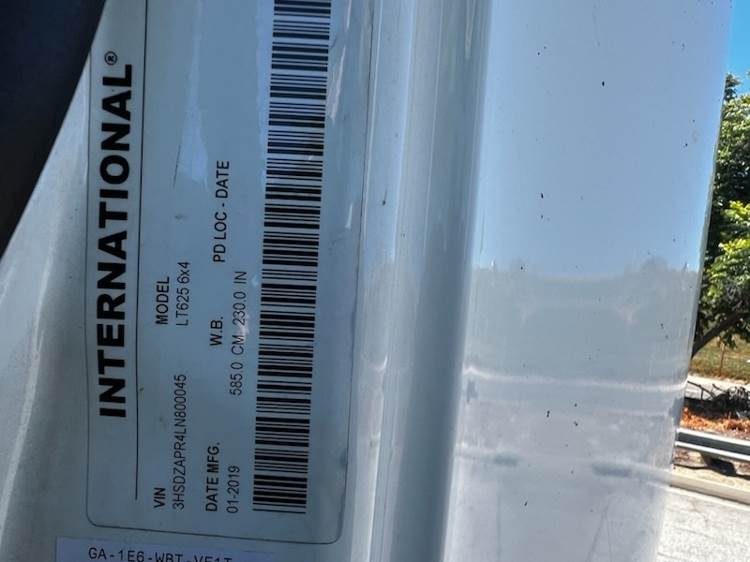 INTERNATIONAL®
VIN MODEL
3HSDZAPR4LN800045 LT625 6x4
DATE MFG. W.B. PD LOC - DATE
01-2019 585.0 CM 230.0 IN